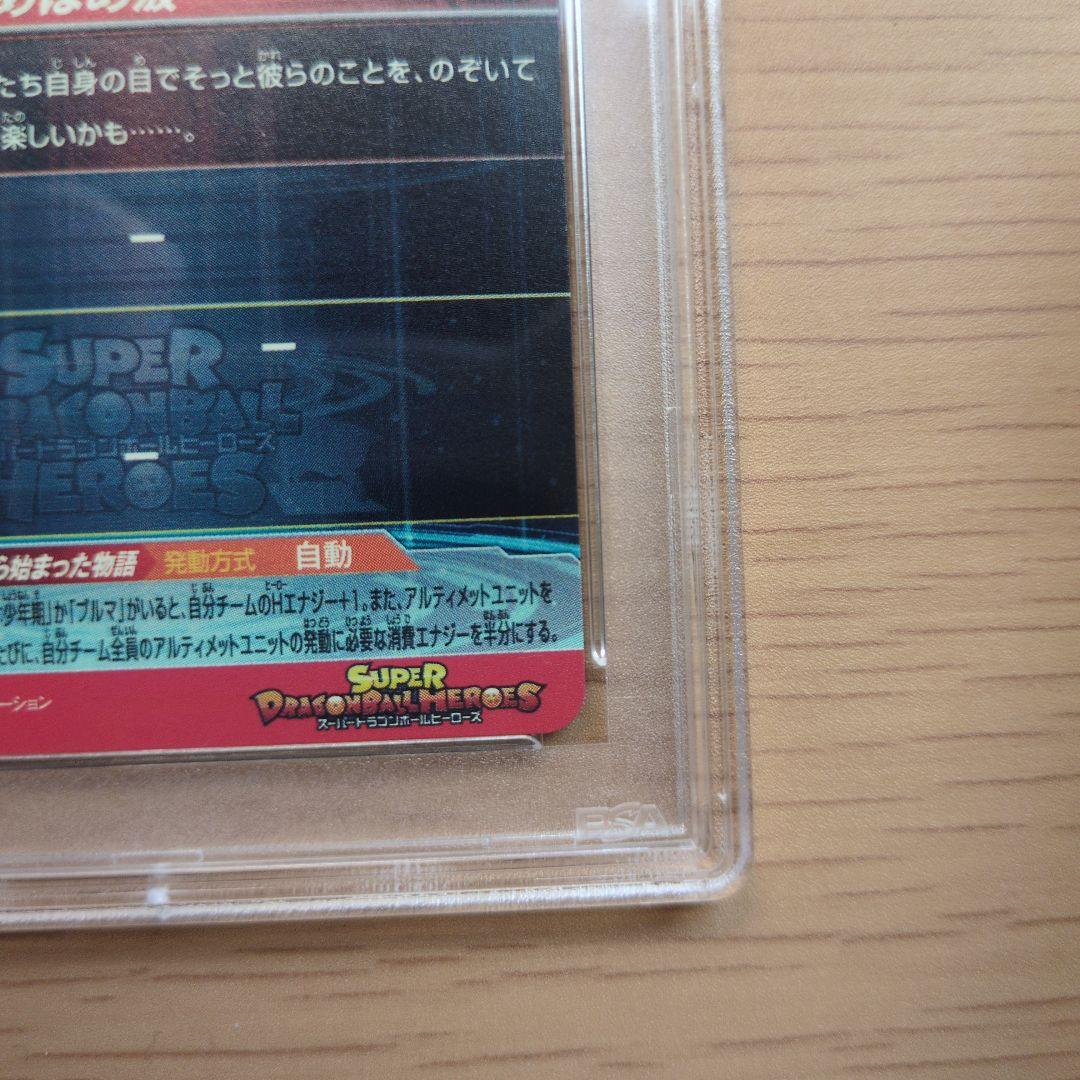 めはめ波
たち自身の目でそっと彼らのことを、のぞいて
楽しいかも……。
SUPER
DRAGONBALL
スーパードラゴンボールヒーローズ
HEROES
ら始まった物語 発動方式 自動
少年期」か「ブルマ」がいると、自分チームのHエナジー+1。また、アルティメットユニットを
たびに、自分チーム全員のアルティメットユニットの発動に必要な消費エナジーを半分にする。
ーション
SUPER
DRAGONBALL HEROES
スーパードラゴンボールヒーローズ
PSA